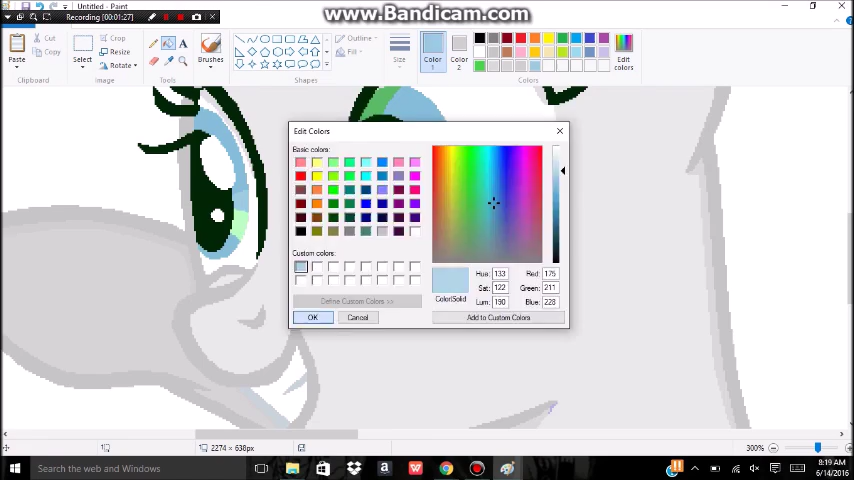 www.Bandicam.com
Untitled - Paint
Recording [00:01:27]
Paste
Cut
Copy
Clipboard
Select
Crop
Resize
Rotate
Image
A
Tools
Brushes
Outline
Fill
Shapes
Size
Color
1
Color
2
Edit
colors
Colors
Edit Colors
Basic colors:
Custom colors:
Define Custom Colors >>
OK
Cancel
Color|Solid
Hue: 133
Sat: 122
Lum: 190
Red: 175
Green: 211
Blue: 228
Add to Custom Colors
2274 × 638px
300%
Search the web and Windows
8:19 AM
6/14/2016